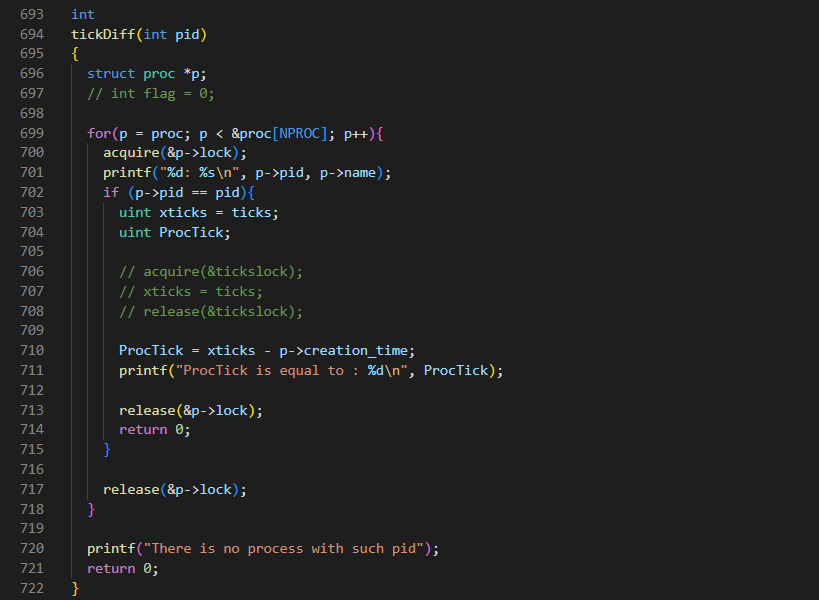 693 int
694 tickDiff(int pid)
695 {
696   struct proc *p;
697   // int flag = 0;
698
699   for(p = proc; p < &proc[NPROC]; p++){
700     acquire(&p->lock);
701     printf("%d: %s\n", p->pid, p->name);
702     if (p->pid == pid){
703       uint xticks = ticks;
704       uint ProcTick;
705
706       // acquire(&tickslock);
707       // xticks = ticks;
708       // release(&tickslock);
709
710       ProcTick = xticks - p->creation_time;
711       printf("ProcTick is equal to : %d\n", ProcTick);
712
713       release(&p->lock);
714       return 0;
715     }
716
717     release(&p->lock);
718   }
719
720   printf("There is no process with such pid");
721   return 0;
722 }